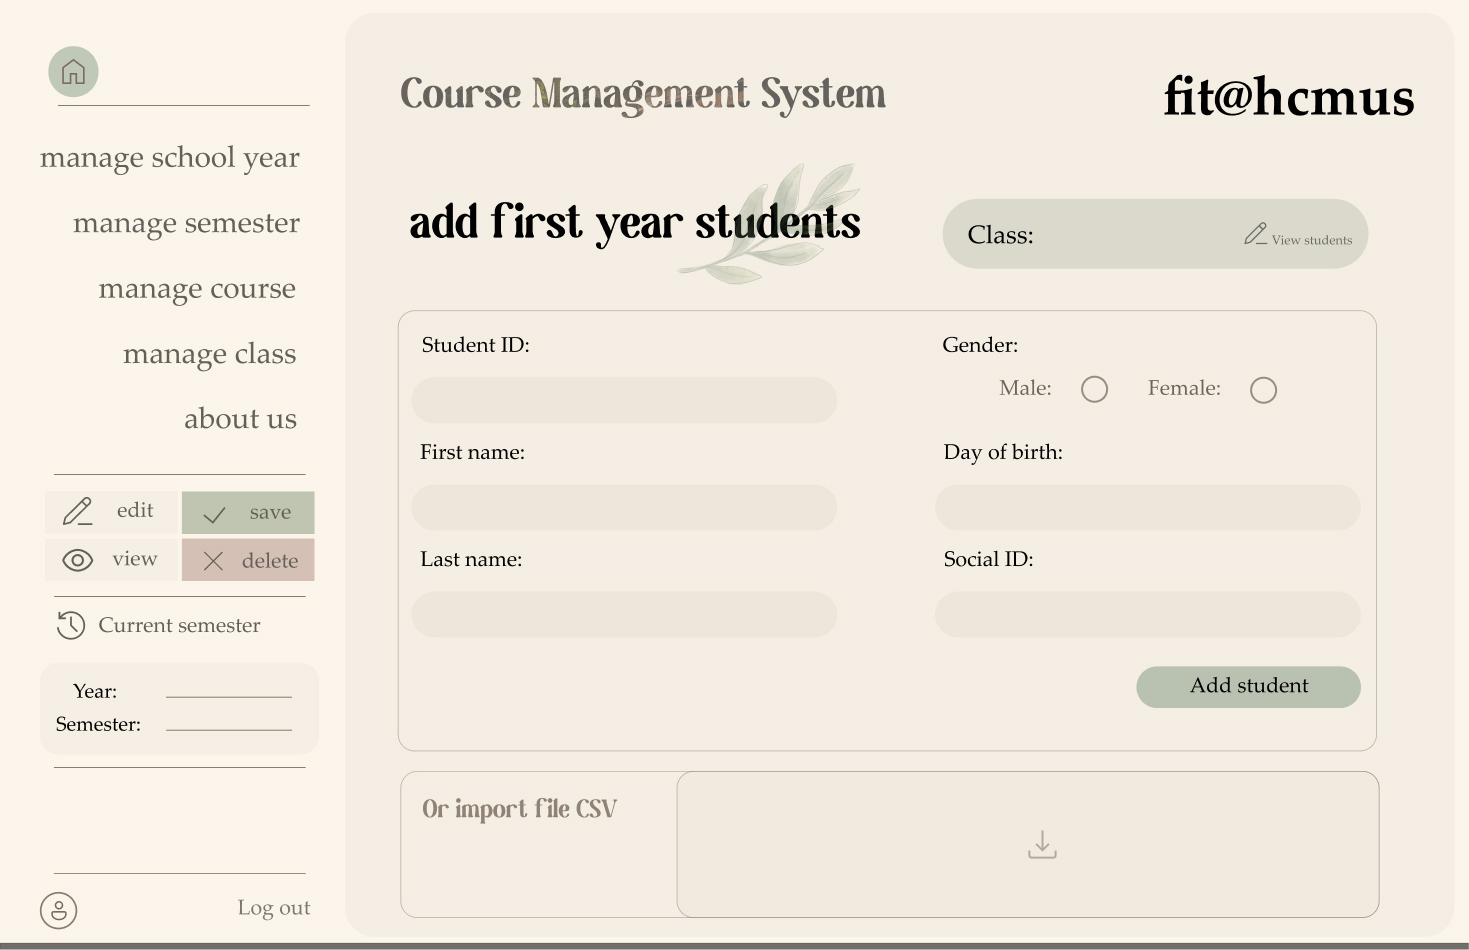 manage school year
manage semester
manage course
manage class
about us
edit
save
view
delete
Current semester
Year:
Semester:
Log out
Course Management System
fit@hcmus
add first year students
Class:
View students
Student ID:
Gender:
Male:
Female:
First name:
Day of birth:
Last name:
Social ID:
Add student
Or import file CSV